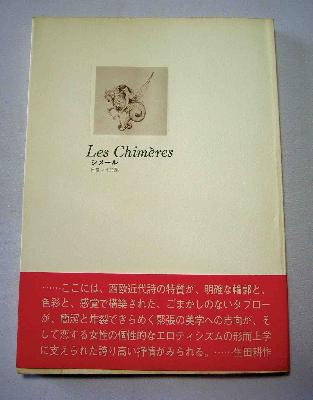 Les Chimères
シメール
……ここには、西欧近代詩の特質が、明確な輪郭と、
色彩と、感覚で構築された、ごまかしのないタブロー
が、簡潔と炸裂できらめく緊張の美学への志向が、そ
して恋する女性の個性的なエロティシズムの形而上学
に支えられた誇り高い抒情がみられる。……生田耕作